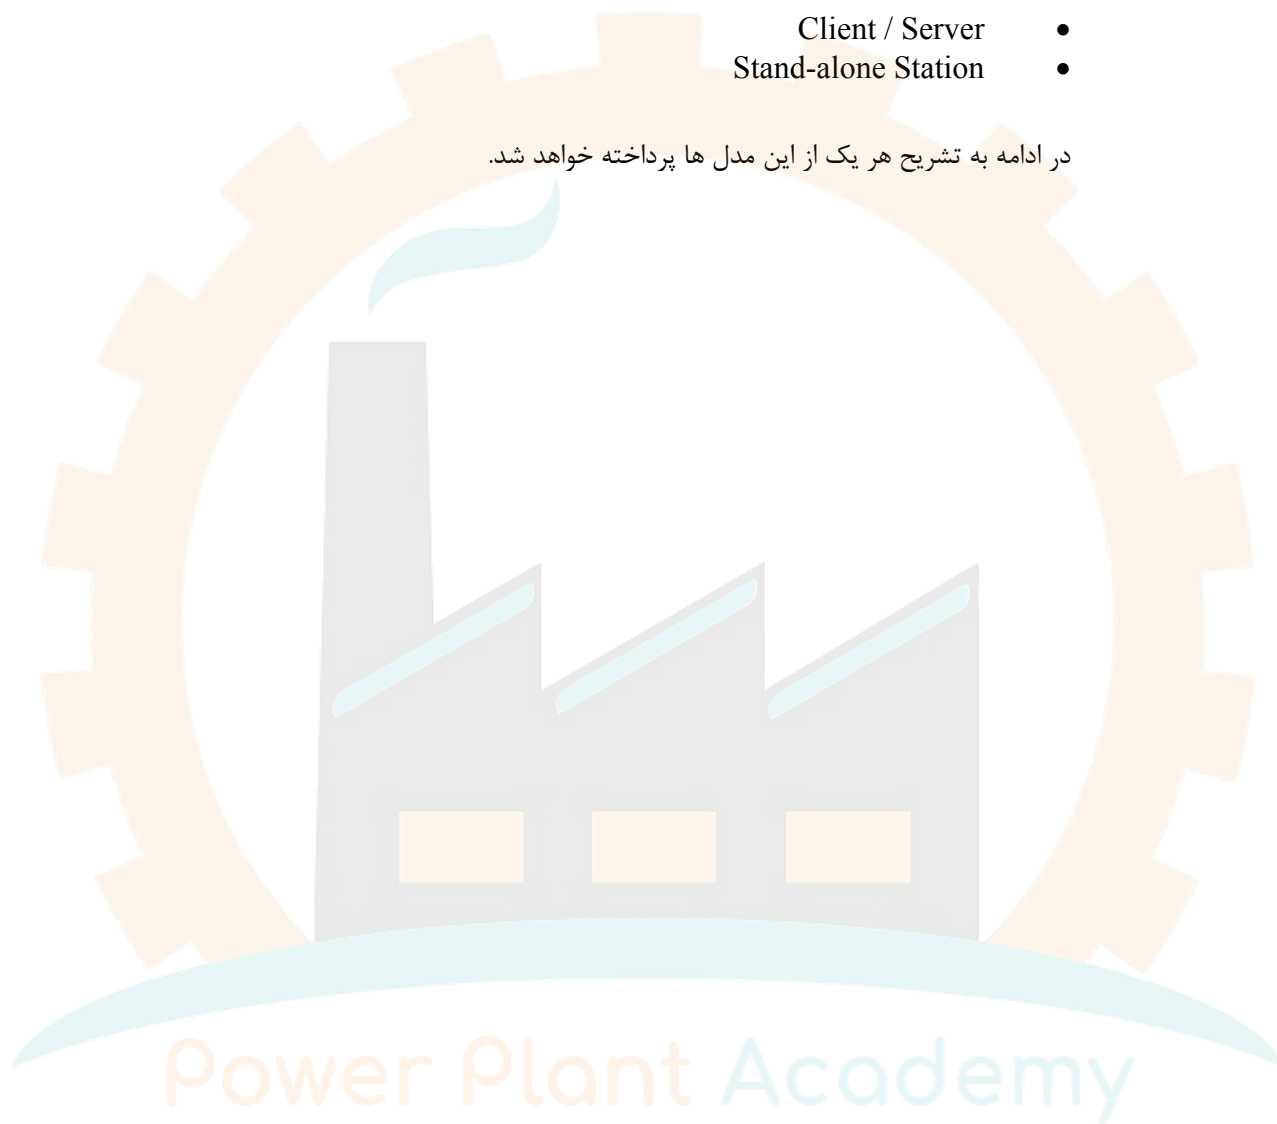 • Client / Server
• Stand-alone Station
در ادامه به تشریح هر یک از این مدل ها پرداخته خواهد شد.
Power Plant Academy